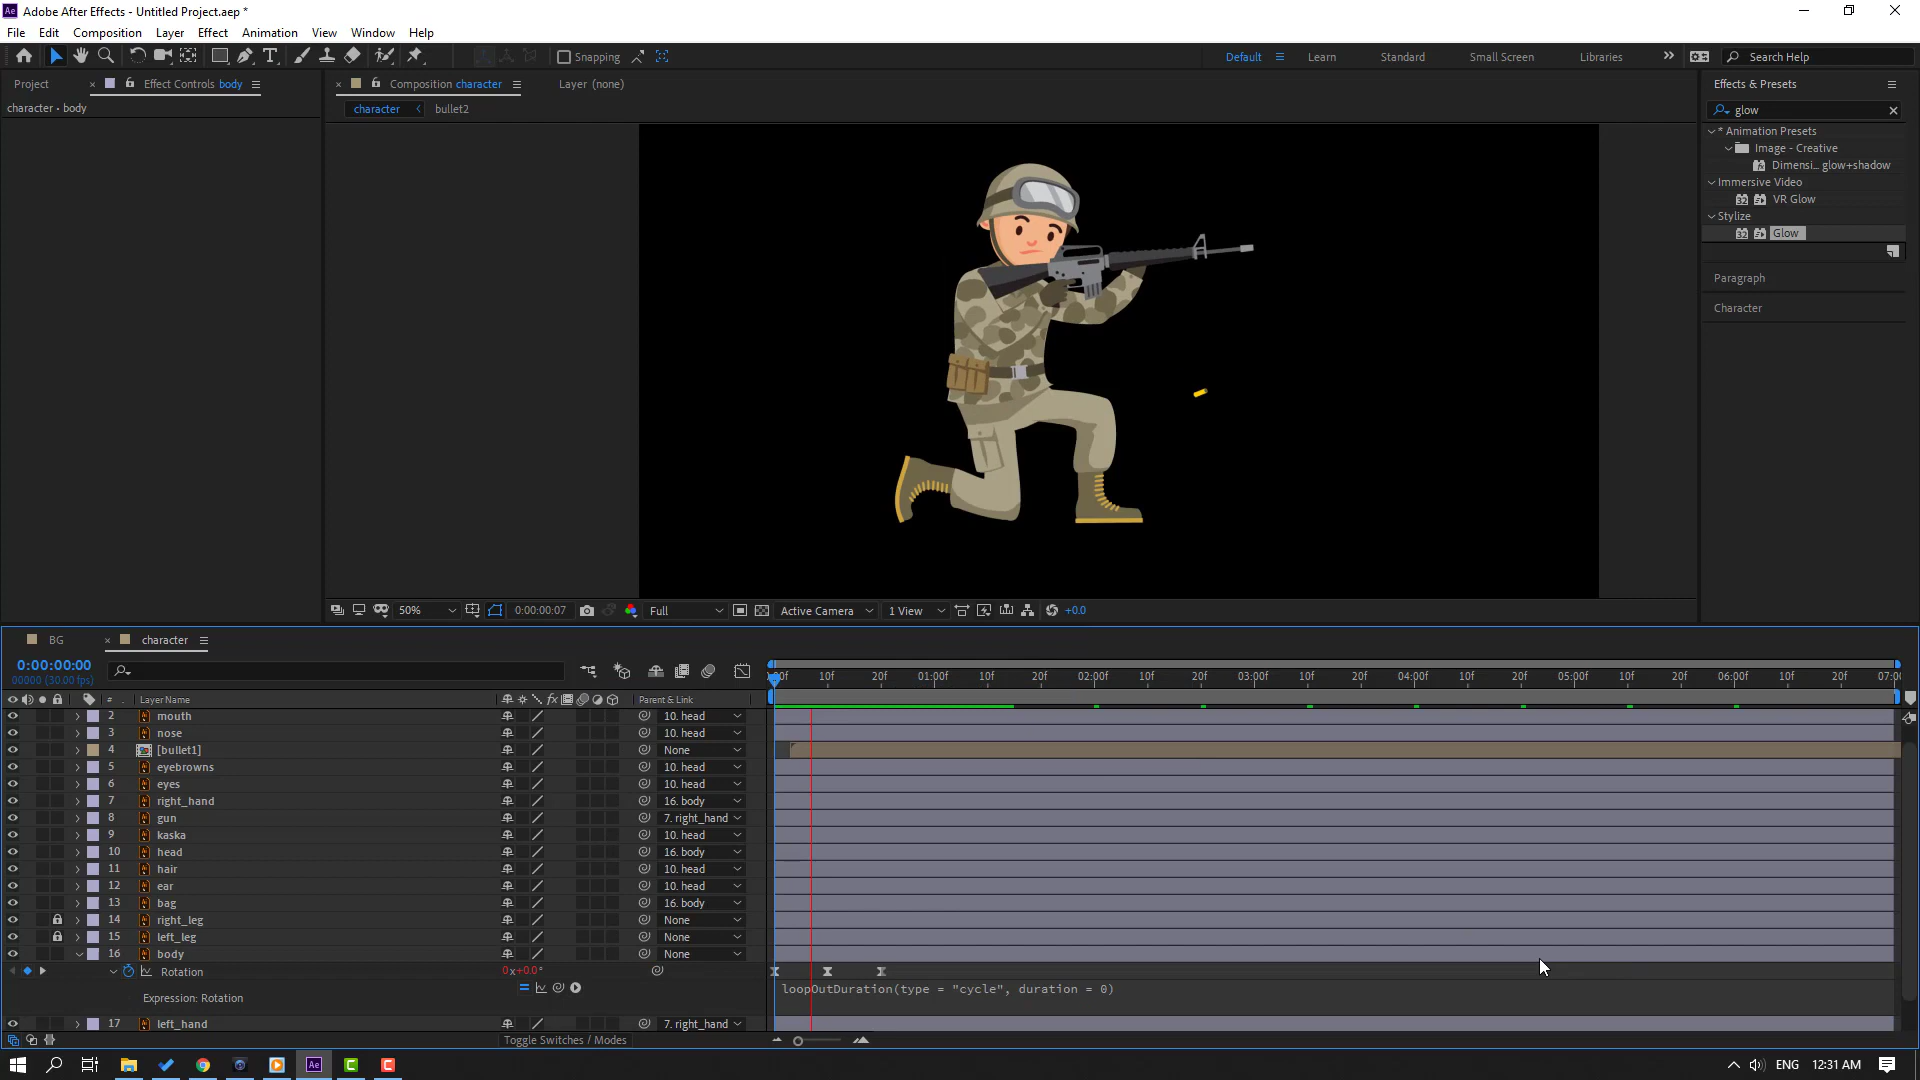 Adobe After Effects - Untitled Project.aep *
File Edit Composition Layer Effect Animation View Window Help
Snapping
Default Learn Standard Small Screen Libraries Search Help
Project Effect Controls body
character • body
Composition character Layer (none)
character bullet2
Effects & Presets
glow
* Animation Presets
Image - Creative
Dimensi... glow+shadow
Immersive Video
VR Glow
Stylize
Glow
Paragraph
Character
50% 0:00:00:07 Full Active Camera 1 View +0.0
BG character
0:00:00:00
00000 (30.00 fps)
10f 20f 01:00f 10f 20f 02:00f 10f 20f 03:00f 10f 20f 04:00f 10f 20f 05:00f 10f 20f 06:00f 10f 20f
# Layer Name Parent & Link
2 mouth 10. head
3 nose 10. head
4 [bullet1] None
5 eyebrowns 10. head
6 eyes 10. head
7 right_hand 16. body
8 gun 7. right_hand
9 kaska 10. head
10 head 16. body
11 hair 10. head
12 ear 10. head
13 bag 16. body
14 right_leg None
15 left_leg None
16 body None
Rotation 0x+0.0°
Expression: Rotation loopOutDuration(type = "cycle", duration = 0)
17 left_hand 7. right_hand
Toggle Switches / Modes
Ae ENG 12:31 AM